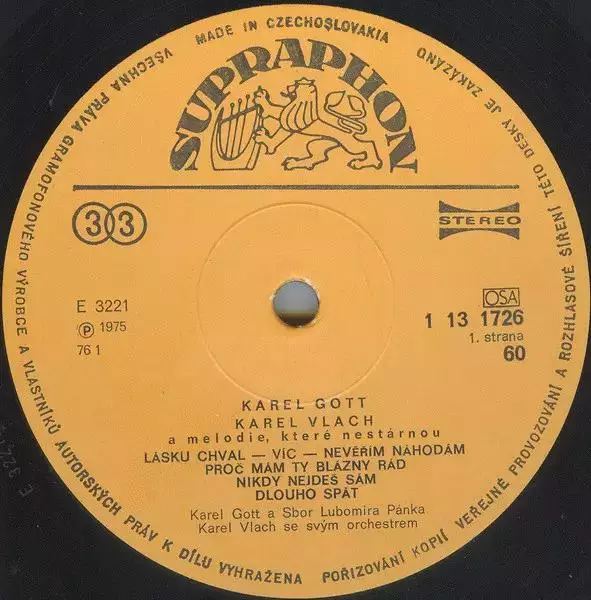 MADE IN CZECHOSLOVAKIA
VŠECHNA PRÁVA GRAMOFONOVÉHO VÝROBCE A VLASTNÍKŮ AUTORSKÝCH PRÁV K DÍLU VYHRAŽENA POŘIZOVÁNÍ KOPIÍ VEŘEJNÉ PROVOZOVÁNÍ A ROZHLASOVÉ ŠÍŘENÍ TÉTO DESKY JE ZAKÁZÁNO
SUPRAPHON
33
STEREO
E 3221
Ⓟ 1975
76 1
OSA
1 13 1726
1. strana
60
KAREL GOTT
KAREL VLACH
a melodie, které nestárnou
LÁSKU CHVAL — VÍC — NEVĚŘÍM NÁHODÁM
PROČ MÁM TY BLÁZNY RÁD
NIKDY NEJDEŠ SÁM
DLOUHO SPÁT
Karel Gott a Sbor Lubomíra Pánka
Karel Vlach se svým orchestrem